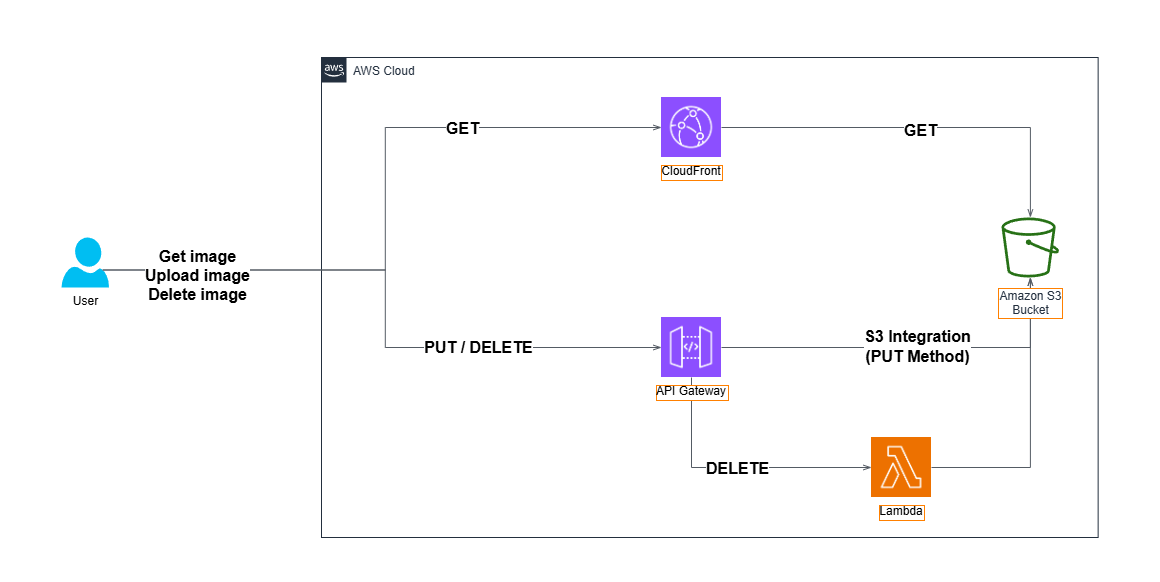 aws
AWS Cloud
GET
GET
CloudFront
Get image
Upload image
Delete image
User
Amazon S3
Bucket
PUT / DELETE
</>
S3 Integration
(PUT Method)
API Gateway
DELETE
Lambda